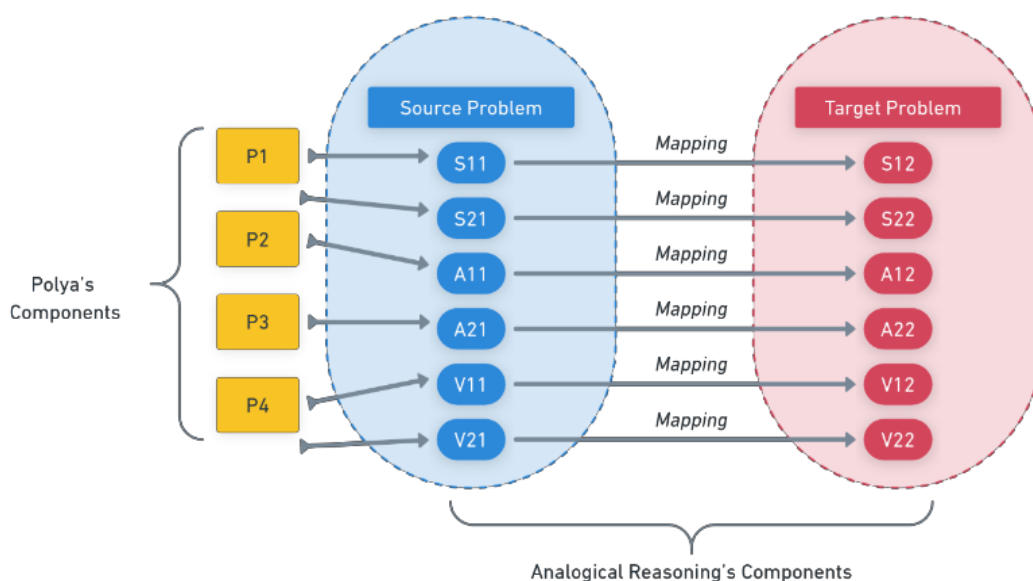 Source Problem
Target Problem
P1
S11
Mapping
S12
S21
Mapping
S22
P2
A11
Mapping
A12
Polya's
Components
P3
A21
Mapping
A22
P4
V11
Mapping
V12
V21
Mapping
V22
Analogical Reasoning's Components